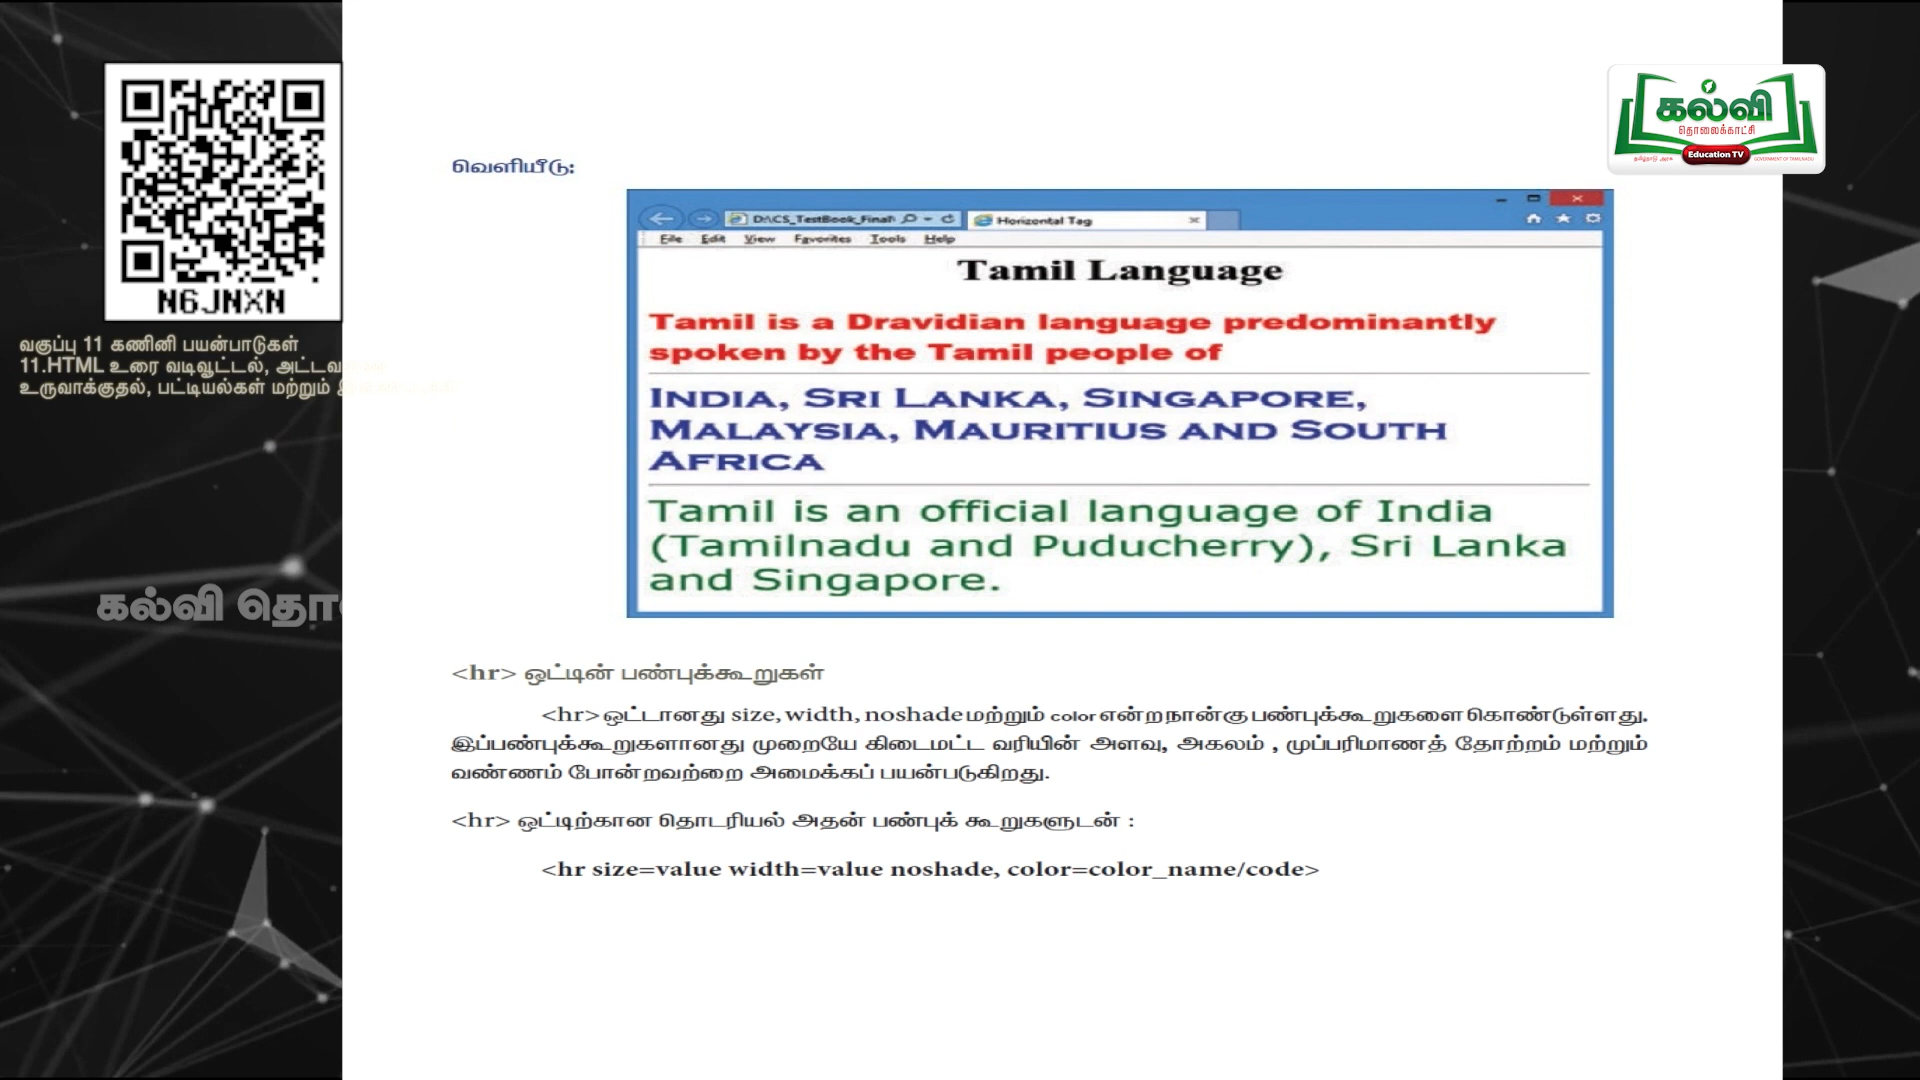 N6JNXN
வகுப்பு 11 கணினி பயன்பாடுகள்
11.HTML உரை வடிவூட்டல்,
உருவாக்குதல், பட்டியல்கள் மற்றும்
கல்வி
கல்வி
தொலைக்காட்சி
தமிழ்நாடு அரசு
Education TV
GOVERNMENT OF TAMILNADU
வெளியீடு:
D:\CS_TestBook_Final\
Horizontal Tag
File Edit View Favorites Tools Help
Tamil Language
Tamil is a Dravidian language predominantly
spoken by the Tamil people of
INDIA, SRI LANKA, SINGAPORE,
MALAYSIA, MAURITIUS AND SOUTH
AFRICA
Tamil is an official language of India
(Tamilnadu and Puducherry), Sri Lanka
and Singapore.
<hr> ஒட்டின் பண்புக்கூறுகள்
<hr> ஒட்டானது size, width, noshade மற்றும் color என்ற நான்கு பண்புக்கூறுகளை கொண்டுள்ளது.
இப்பண்புக்கூறுகளானது முறையே கிடைமட்ட வரியின் அளவு, அகலம் , முப்பரிமாணத் தோற்றம் மற்றும்
வண்ணம் போன்றவற்றை அமைக்கப் பயன்படுகிறது.
<hr> ஒட்டிற்கான தொடரியல் அதன் பண்புக் கூறுகளுடன் :
<hr size=value width=value noshade, color=color_name/code>